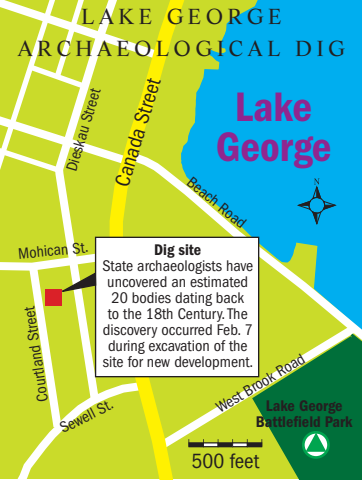 LAKE GEORGE
ARCHAEOLOGICAL DIG
Lake
George
Dieskau Street
Canada Street
Beach Road
N
Mohican St.
Dig site
State archaeologists have
uncovered an estimated
20 bodies dating back
to the 18th Century. The
discovery occurred Feb. 7
during excavation of the
site for new development.
Courtland Street
Sewell St.
West Brook Road
Lake George
Battlefield Park
500 feet